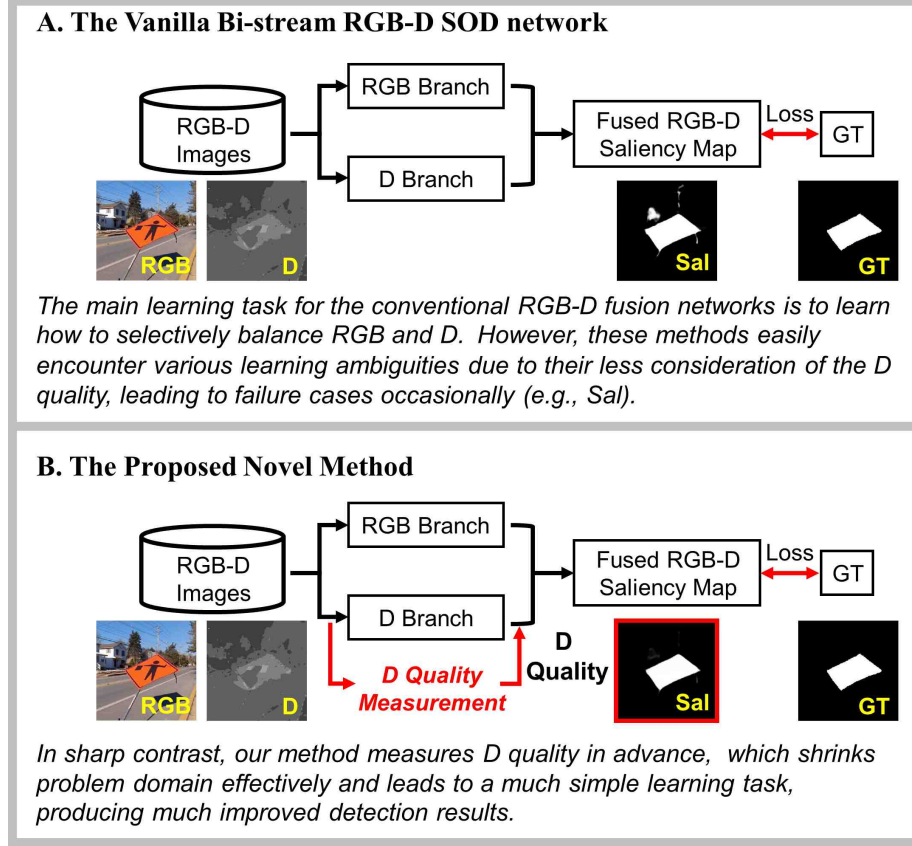 A. The Vanilla Bi-stream RGB-D SOD network
RGB Branch
RGB-D
Images
D Branch
Fused RGB-D
Saliency Map
Loss
GT
RGB
D
Sal
GT
The main learning task for the conventional RGB-D fusion networks is to learn
how to selectively balance RGB and D. However, these methods easily
encounter various learning ambiguities due to their less consideration of the D
quality, leading to failure cases occasionally (e.g., Sal).
B. The Proposed Novel Method
RGB Branch
RGB-D
Images
D Branch
Fused RGB-D
Saliency Map
Loss
GT
D Quality
Measurement
D
Quality
RGB
D
Sal
GT
In sharp contrast, our method measures D quality in advance, which shrinks
problem domain effectively and leads to a much simple learning task,
producing much improved detection results.